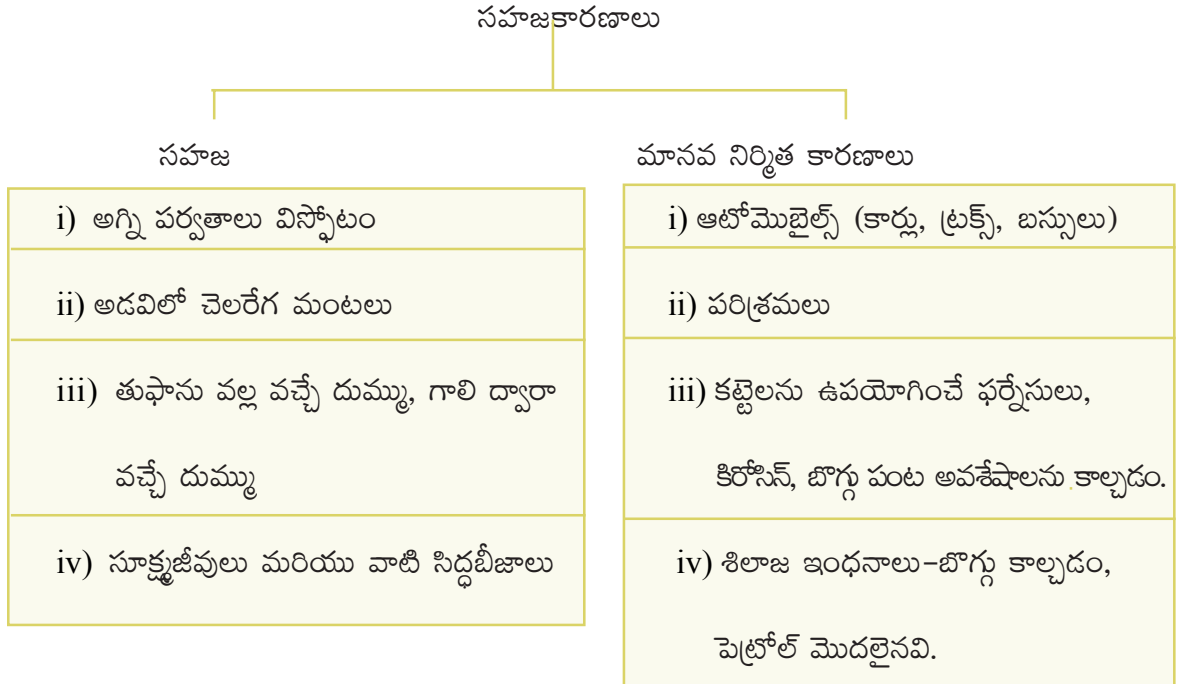 సహజకారణాలు
సహజ
i) అగ్ని పర్వతాలు విస్ఫోటం
ii) అడవిలో చెలరేగ మంటలు
iii) తుఫాను వల్ల వచ్చే దుమ్ము, గాలి ద్వారా
వచ్చే దుమ్ము
iv) సూక్ష్మజీవులు మరియు వాటి సిద్ధబీజాలు
మానవ నిర్మిత కారణాలు
i) ఆటోమొబైల్స్ (కార్లు, ట్రక్స్, బస్సులు)
ii) పరిశ్రమలు
iii) కట్టెలను ఉపయోగించే ఫర్నేసులు,
కిరోసిన్, బొగ్గు పంట అవశేషాలను కాల్చడం.
iv) శిలాజ ఇంధనాలు-బొగ్గు కాల్చడం,
పెట్రోల్ మొదలైనవి.